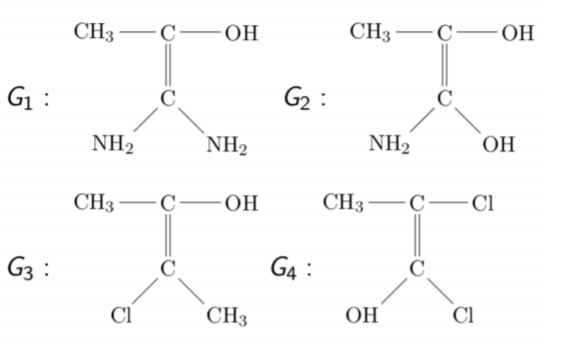 CH₃ C OH CH₃ C OH
G₁ : C G₂ : C
NH₂ NH₂ NH₂ OH
CH₃ C OH CH₃ C Cl
G₃ : C G₄ : C
Cl CH₃ OH Cl